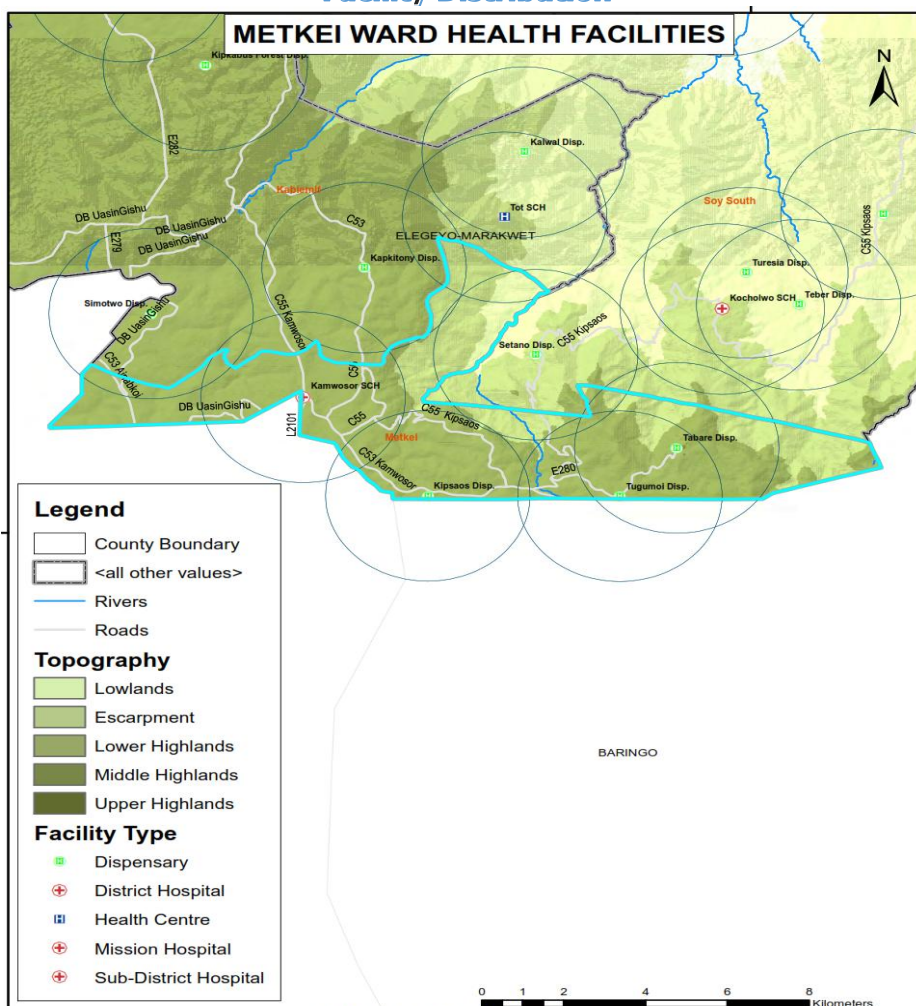 Facility Distribution
METKEI WARD HEALTH FACILITIES
Kipkabus Forest Disp.
N
E282
Kalwal Disp.
Kabiemit
Tot SCH
Soy South
DB UasinGishu
DB UasinGishu
DB UasinGishu
E279
C53
ELEGEYO-MARAKWET
C55 Kipsaos
Kapkitony Disp.
Turesia Disp.
Simotwo Disp.
DB UasinGishu
Kocholwo SCH
Teber Disp.
C55 Kamwosor
Setano Disp.
C55 Kipsaos
C53 Ainabkoi
Kamwosor SCH
DB UasinGishu
L2101
C55
C55 Kipsaos
Metkei
Tabare Disp.
C53 Kamwosor
E280
Kipsaos Disp.
Tugumoi Disp.
Legend
County Boundary
<all other values>
Rivers
Roads
Topography
Lowlands
Escarpment
Lower Highlands
Middle Highlands
Upper Highlands
Facility Type
Dispensary
District Hospital
Health Centre
Mission Hospital
Sub-District Hospital
BARINGO
0 1 2 4 6 8
Kilometers